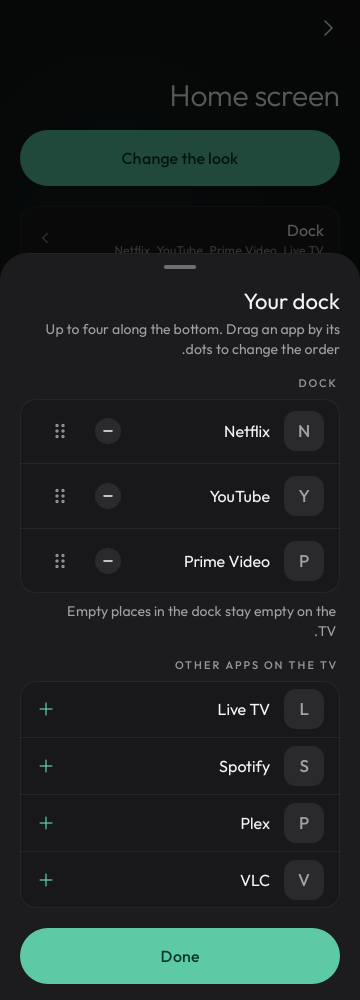 Home screen
Change the look
Dock
Netflix, YouTube, Prime Video, Live TV
Your dock
Up to four along the bottom. Drag an app by its
.dots to change the order
DOCK
Netflix N
YouTube Y
Prime Video P
Empty places in the dock stay empty on the
.TV
OTHER APPS ON THE TV
Live TV L
Spotify S
Plex P
VLC V
Done